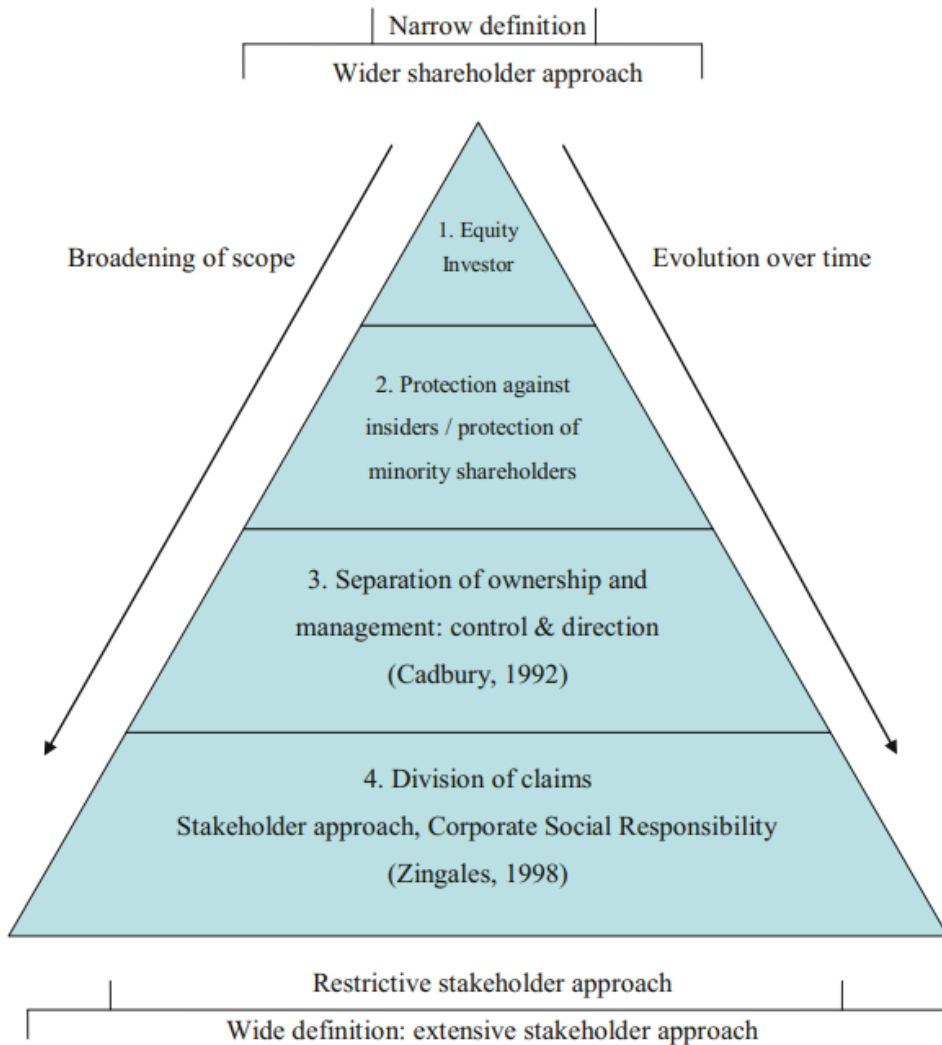 Narrow definition
Wider shareholder approach
Broadening of scope
Evolution over time
1. Equity
Investor
2. Protection against
insiders / protection of
minority shareholders
3. Separation of ownership and
management: control & direction
(Cadbury, 1992)
4. Division of claims
Stakeholder approach, Corporate Social Responsibility
(Zingales, 1998)
Restrictive stakeholder approach
Wide definition: extensive stakeholder approach